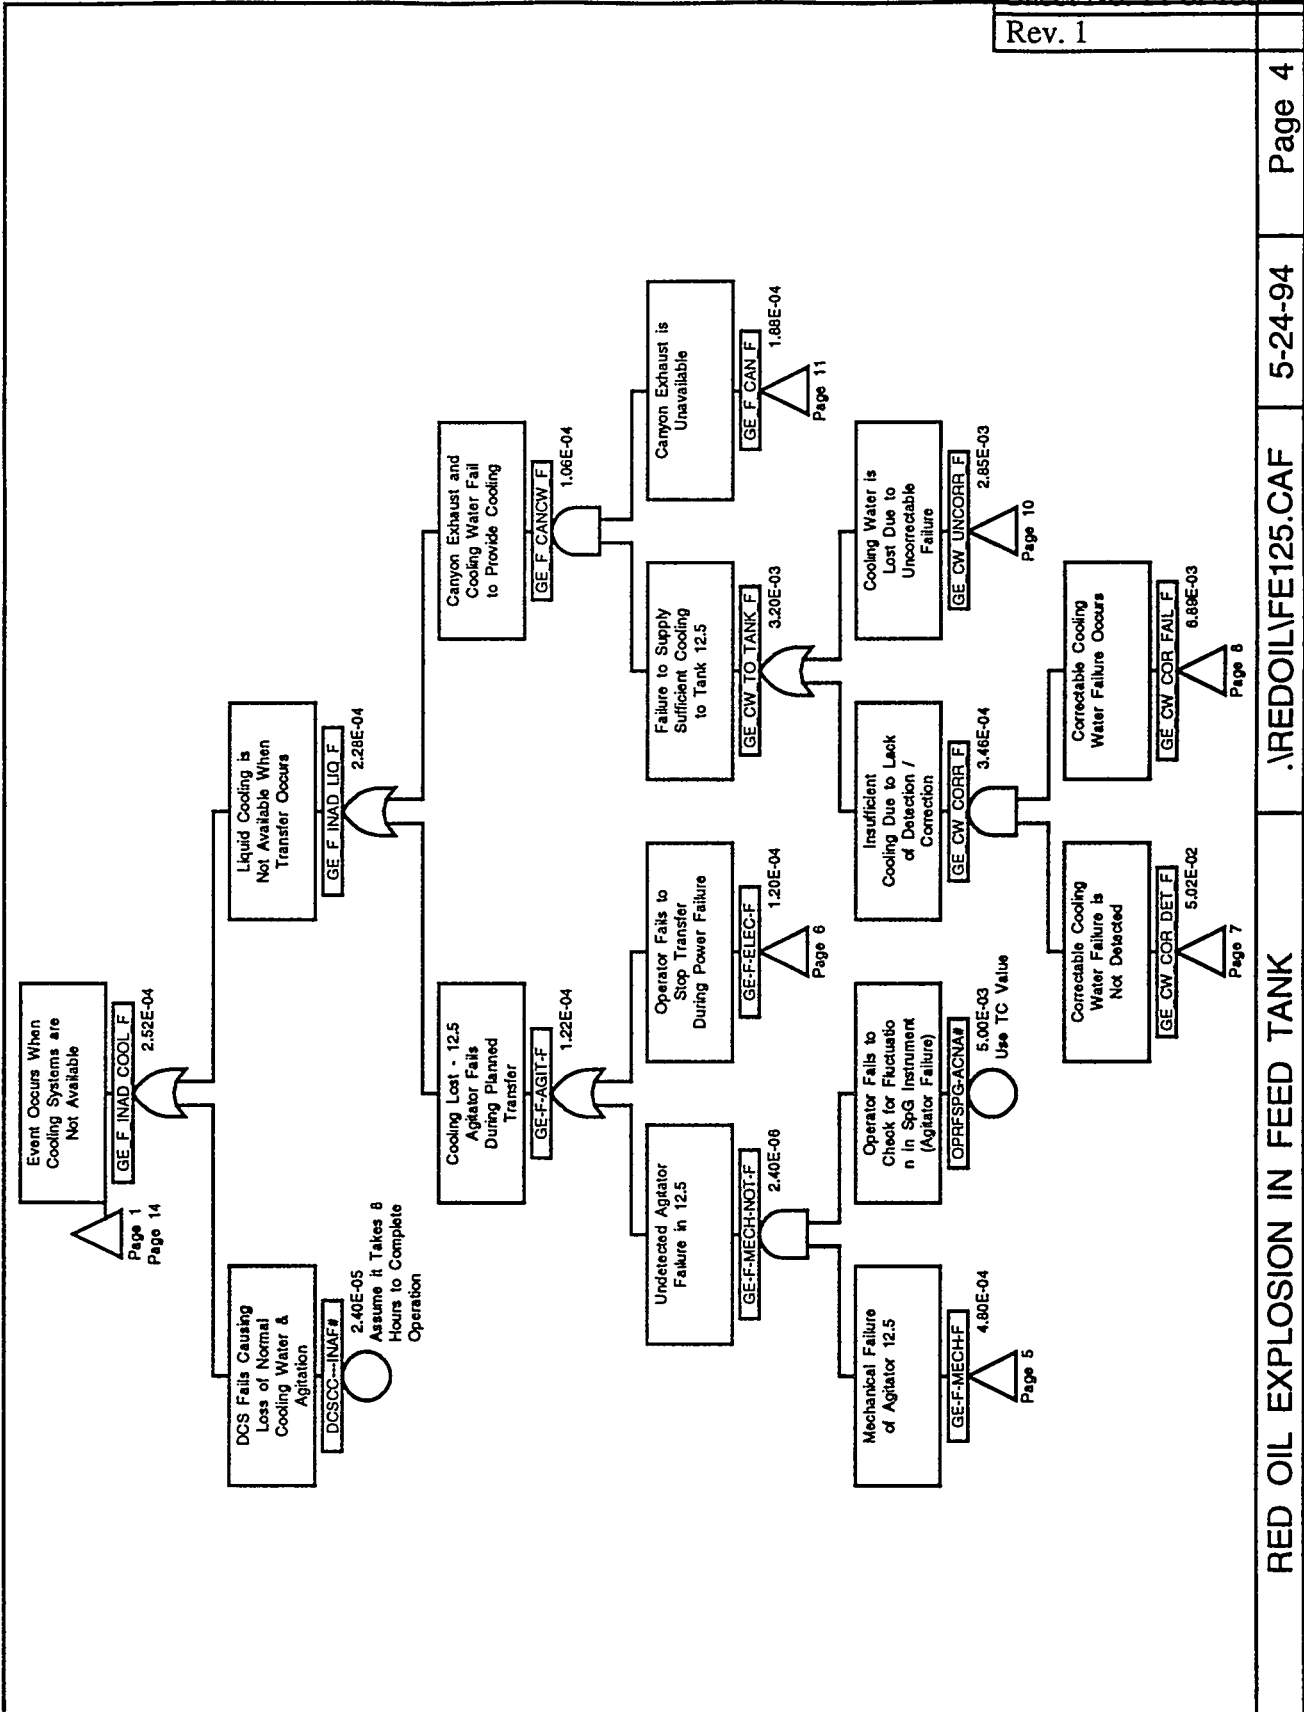 Rev. 1
Event Occurs When
Cooling Systems are
Not Available
GE_F_INAD_COOL_F
2.52E-04
Page 1
Page 14
DCS Fails Causing
Loss of Normal
Cooling Water &
Agitation
DCSCC---INAF#
2.40E-05
Assume it Takes 8
Hours to Complete
Operation
Liquid Cooling is
Not Available When
Transfer Occurs
GE_F_INAD_LIQ_F
2.28E-04
Cooling Lost - 12.5
Agitator Fails
During Planned
Transfer
GE-F-AGIT-F
1.22E-04
Canyon Exhaust and
Cooling Water Fail
to Provide Cooling
GE_F_CANCW_F
1.06E-04
Undetected Agitator
Failure in 12.5
GE-F-MECH-NOT-F
2.40E-06
Operator Fails to
Stop Transfer
During Power Failure
GE-F-ELEC-F
1.20E-04
Page 6
Failure to Supply
Sufficient Cooling
to Tank 12.5
GE_CW_TO_TANK_F
3.20E-03
Canyon Exhaust is
Unavailable
GE_F_CAN_F
1.88E-04
Page 11
Mechanical Failure
of Agitator 12.5
GE-F-MECH-F
4.80E-04
Page 5
Operator Fails to
Check for Fluctuatio
n in SpG Instrument
(Agitator Failure)
OPRFSPG-ACNA#
5.00E-03
Use TC Value
Insufficient
Cooling Due to Lack
of Detection /
Correction
GE_CW_CORR_F
3.46E-04
Cooling Water is
Lost Due to
Uncorrectable
Failure
GE_CW_UNCORR_F
2.85E-03
Page 10
Correctable Cooling
Water Failure is
Not Detected
GE_CW_COR_DET_F
5.02E-02
Page 7
Correctable Cooling
Water Failure Occurs
GE_CW_COR_FAIL_F
6.89E-03
Page 8
RED OIL EXPLOSION IN FEED TANK
.\REDOIL\FE125.CAF
5-24-94
Page 4